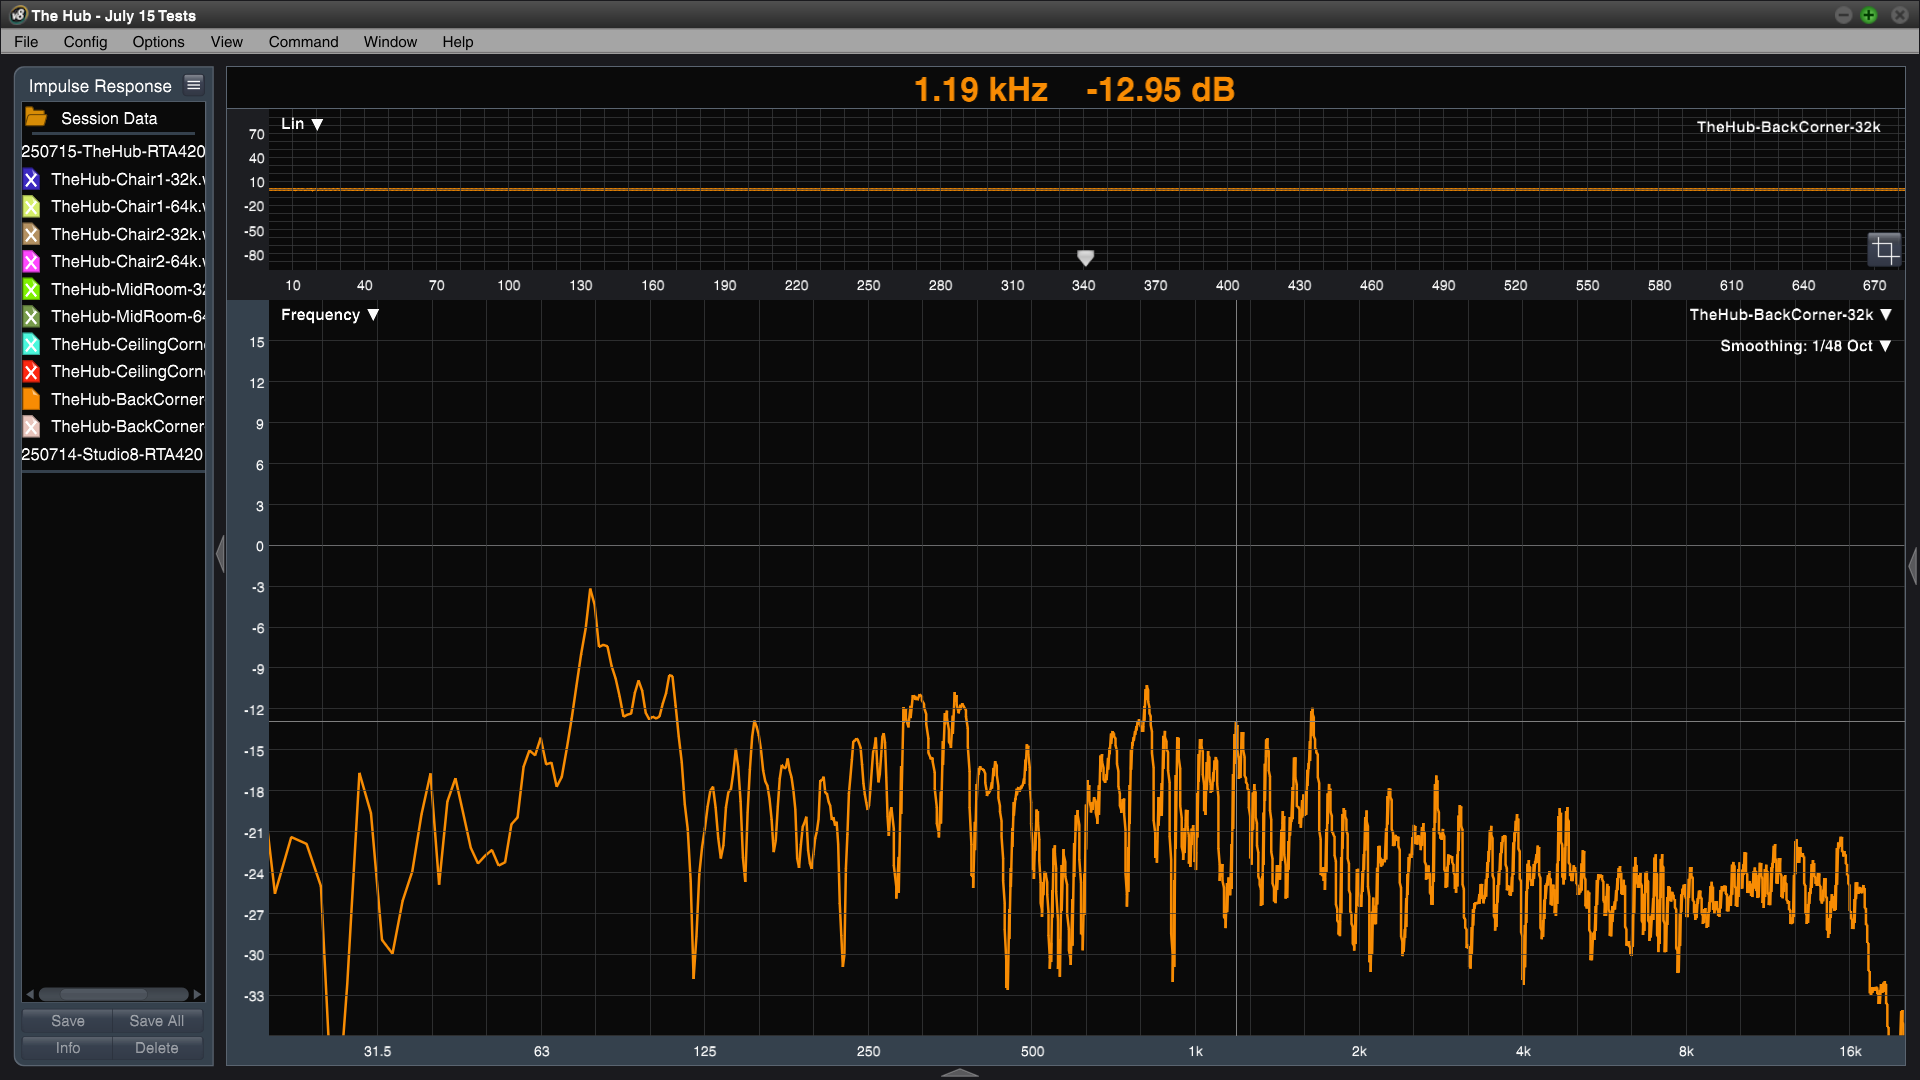 v8 The Hub - July 15 Tests
File Config Options View Command Window Help
Impulse Response
Session Data
250715-TheHub-RTA420
TheHub-Chair1-32k.w
TheHub-Chair1-64k.w
TheHub-Chair2-32k.w
TheHub-Chair2-64k.w
TheHub-MidRoom-32
TheHub-MidRoom-64
TheHub-CeilingCorne
TheHub-CeilingCorne
TheHub-BackCorner
TheHub-BackCorner
250714-Studio8-RTA420
Save Save All
Info Delete
1.19 kHz -12.95 dB
Lin ▼
TheHub-BackCorner-32k
70
40
10
-20
-50
-80
10 40 70 100 130 160 190 220 250 280 310 340 370 400 430 460 490 520 550 580 610 640 670
Frequency ▼
TheHub-BackCorner-32k ▼
Smoothing: 1/48 Oct ▼
15
12
9
6
3
0
-3
-6
-9
-12
-15
-18
-21
-24
-27
-30
-33
31.5 63 125 250 500 1k 2k 4k 8k 16k